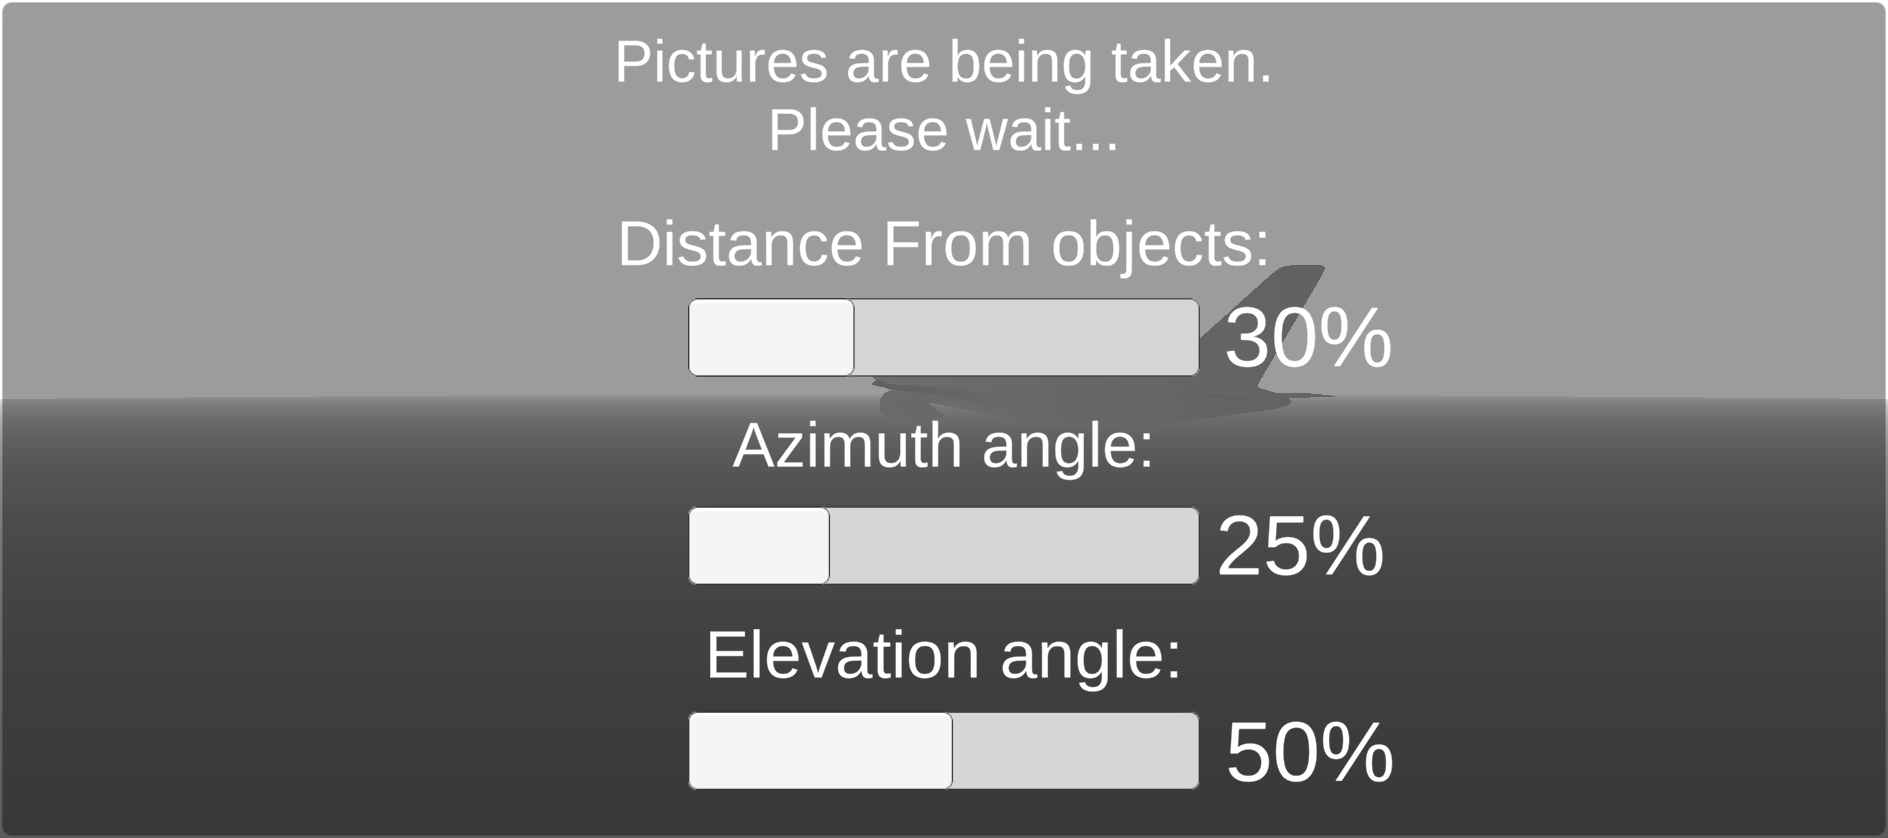 Pictures are being taken.
Please wait...
Distance From objects:
30%
Azimuth angle:
25%
Elevation angle:
50%